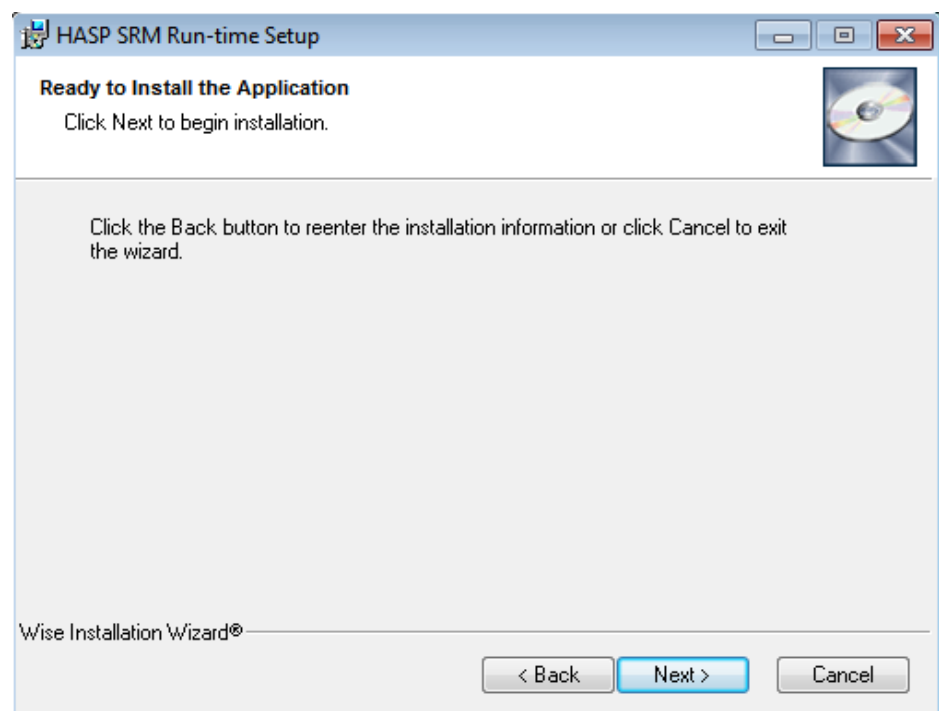 HASP SRM Run-time Setup
Ready to Install the Application
Click Next to begin installation.
Click the Back button to reenter the installation information or click Cancel to exit
the wizard.
Wise Installation Wizard®
< Back Next > Cancel